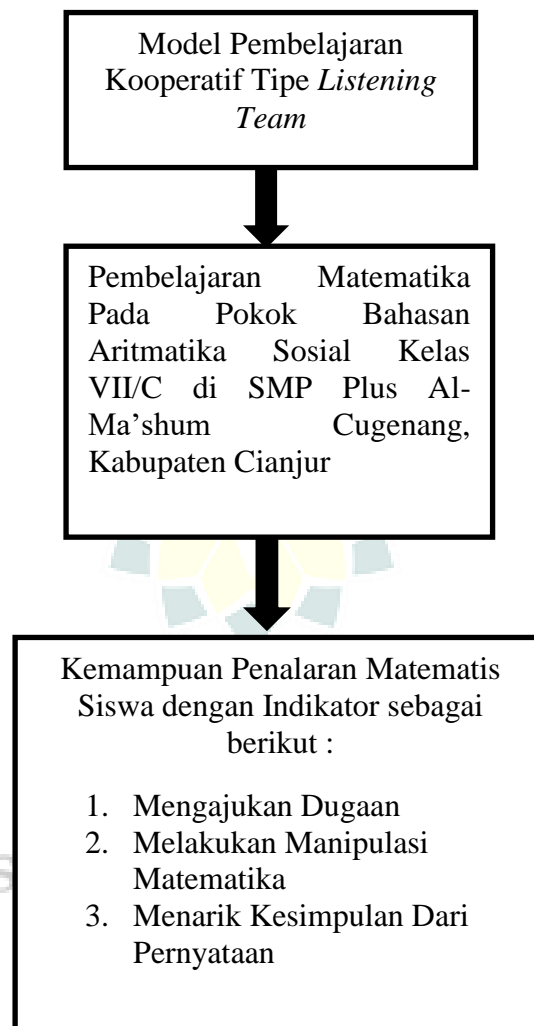 Model Pembelajaran
Kooperatif Tipe Listening
Team
Pembelajaran Matematika
Pada Pokok Bahasan
Aritmatika Sosial Kelas
VII/C di SMP Plus Al-
Ma’shum Cugenang,
Kabupaten Cianjur
Kemampuan Penalaran Matematis
Siswa dengan Indikator sebagai
berikut :
1. Mengajukan Dugaan
2. Melakukan Manipulasi
Matematika
3. Menarik Kesimpulan Dari
Pernyataan